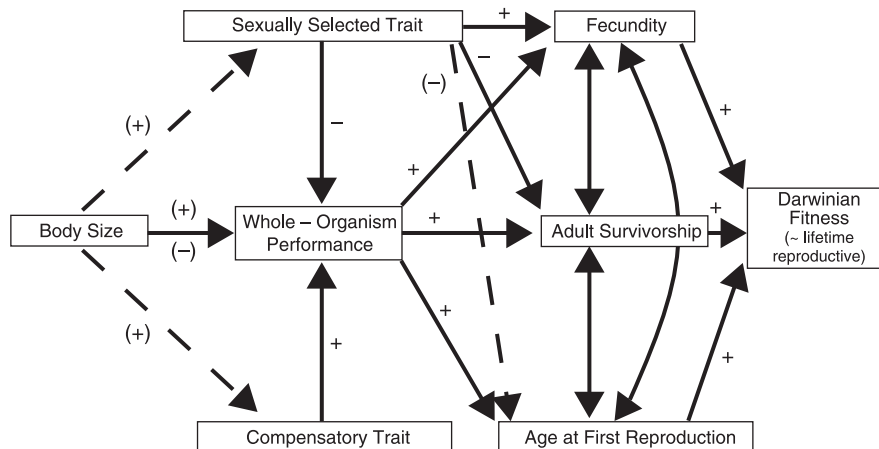 Sexually Selected Trait
+
Fecundity
–
(–)
(+)
–
+
+
Body Size
(+)
(–)
Whole – Organism
Performance
+
Adult Survivorship
+
Darwinian
Fitness
(~ lifetime
reproductive)
(+)
+
+
+
Compensatory Trait
Age at First Reproduction